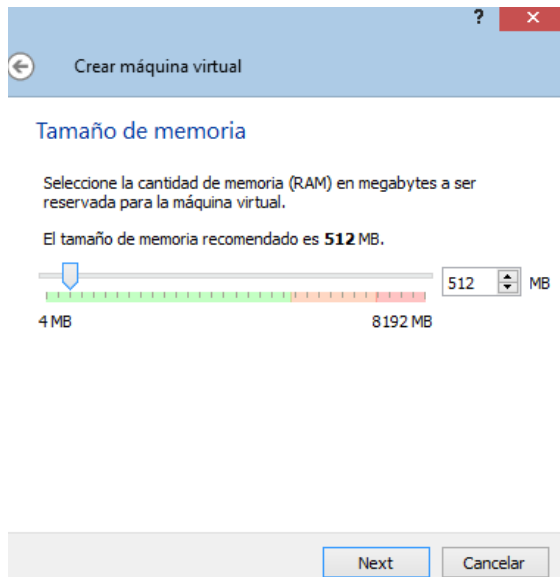 ?
×
Crear máquina virtual
Tamaño de memoria
Seleccione la cantidad de memoria (RAM) en megabytes a ser
reservada para la máquina virtual.
El tamaño de memoria recomendado es 512 MB.
512 MB
4 MB 8192 MB
Next Cancelar